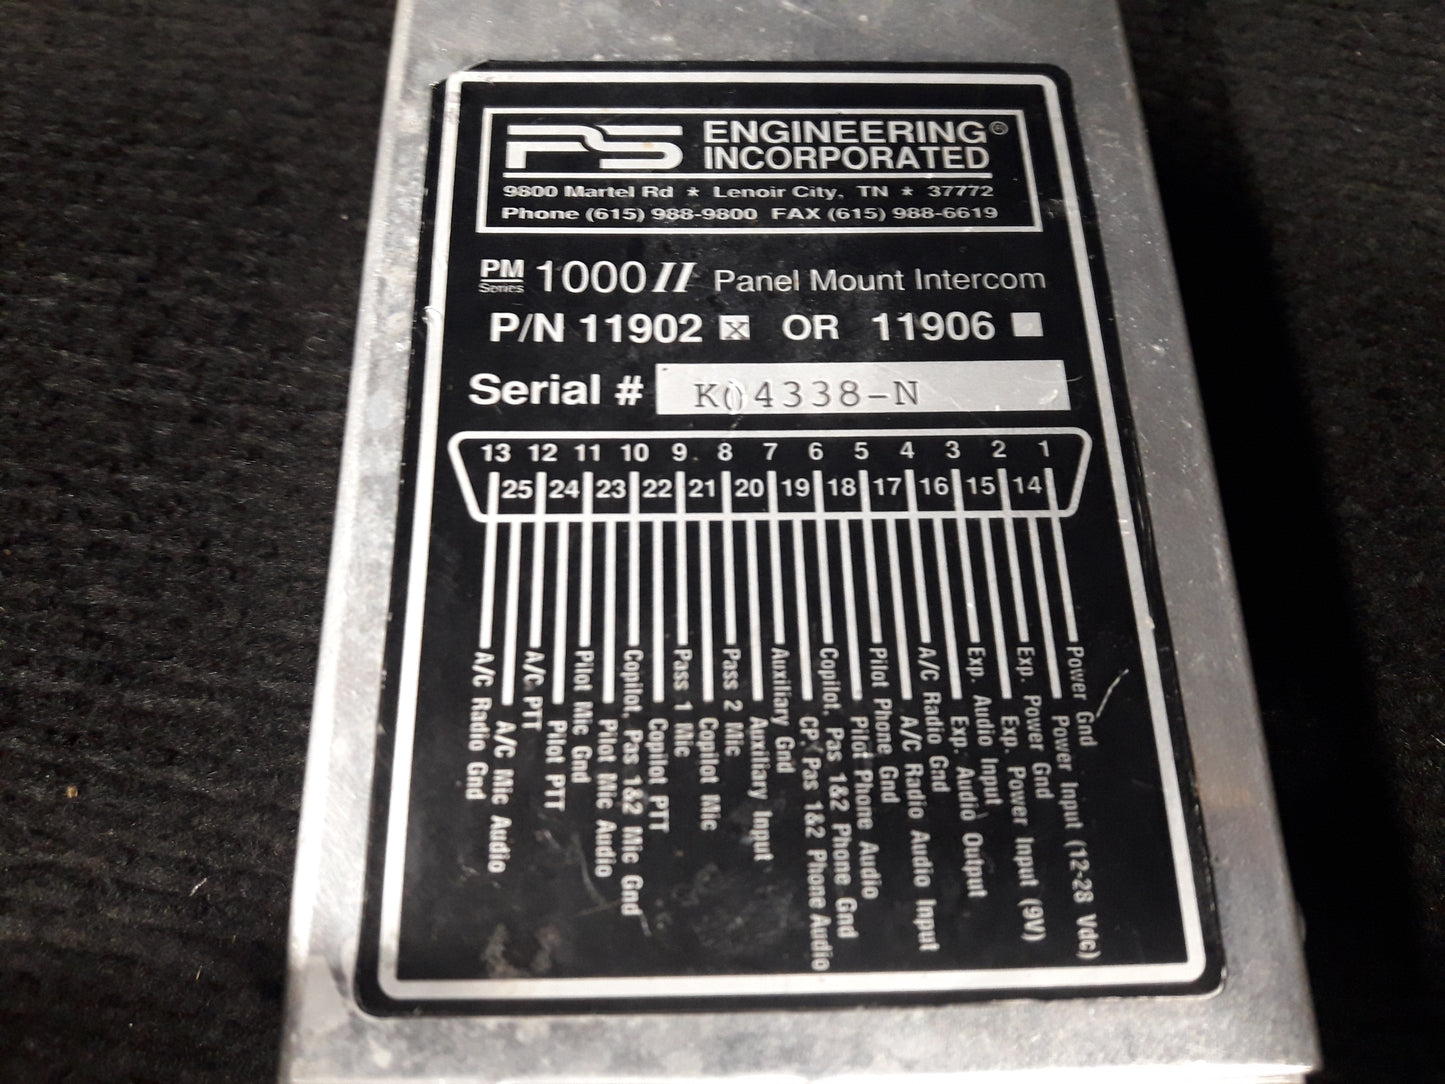 PS ENGINEERING®
INCORPORATED
9800 Martel Rd * Lenoir City, TN * 37772
Phone (615) 988-9800 FAX (615) 988-6619
PM Series 1000 II Panel Mount Intercom
P/N 11902 ☒ OR 11906 ☐
Serial # K04338-N
13 12 11 10 9 8 7 6 5 4 3 2 1
25 24 23 22 21 20 19 18 17 16 15 14
Power Gnd
Power Input (12-28 Vdc)
Power Gnd
Exp. Power Input (9V)
Exp. Audio Input
Exp. Audio Output
A/C Radio Gnd
A/C Radio Audio Input
Pilot Phone Gnd
Pilot Phone Audio
Copilot, Pas 1&2 Phone Gnd
CP, Pas 1&2 Phone Audio
Auxiliary Gnd
Auxiliary Input
Pass 2 Mic
Copilot Mic
Pass 1 Mic
Copilot PTT
Copilot, Pass 1&2 Mic Gnd
Pilot Mic Audio
Pilot Mic Gnd
Pilot PTT
A/C PTT
A/C Mic Audio
A/C Radio Gnd